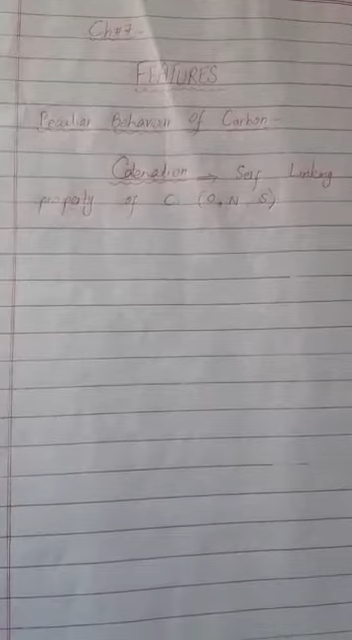 Ch#7-
FEATURES
Peculiar Behaviour of Carbon-
Catenation → Self Linking
property of C (O, N, S)